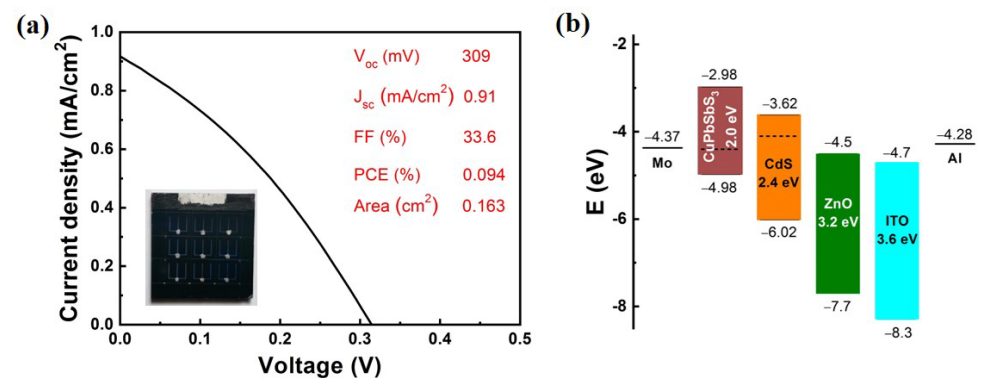 (a)
Current density (mA/cm²)
1.0
0.8
0.6
0.4
0.2
0.0
0.0 0.1 0.2 0.3 0.4 0.5
Voltage (V)
V_oc (mV) 309
J_sc (mA/cm²) 0.91
FF (%) 33.6
PCE (%) 0.094
Area (cm²) 0.163
(b)
E (eV)
-2
-4
-6
-8
−4.37
Mo
−2.98
CuPbSbS₃
2.0 eV
−4.98
−3.62
CdS
2.4 eV
−6.02
−4.5
ZnO
3.2 eV
−7.7
−4.7
ITO
3.6 eV
−8.3
−4.28
Al